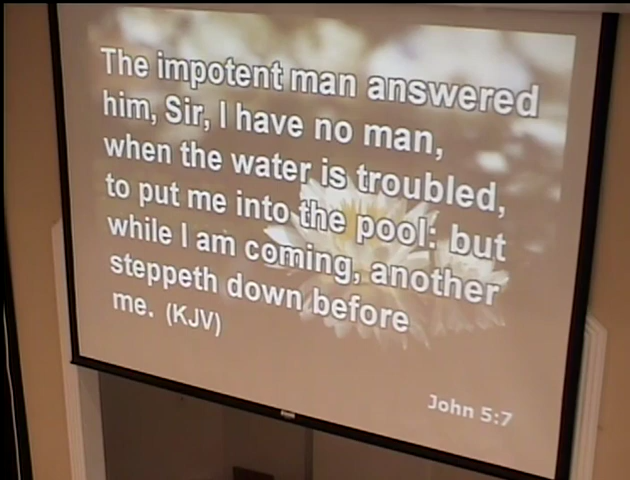 The impotent man answered
him, Sir, I have no man,
when the water is troubled,
to put me into the pool: but
while I am coming, another
steppeth down before
me. (KJV)
John 5:7